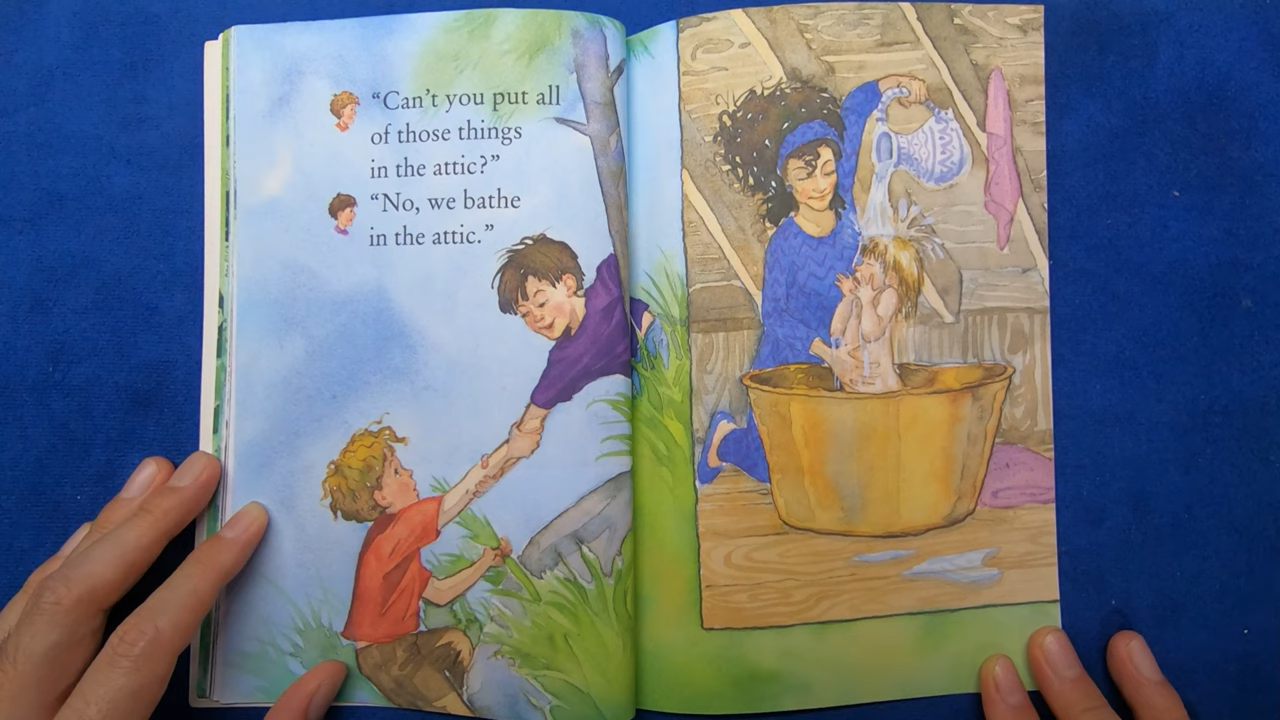 “Can’t you put all
of those things
in the attic?”
“No, we bathe
in the attic.”